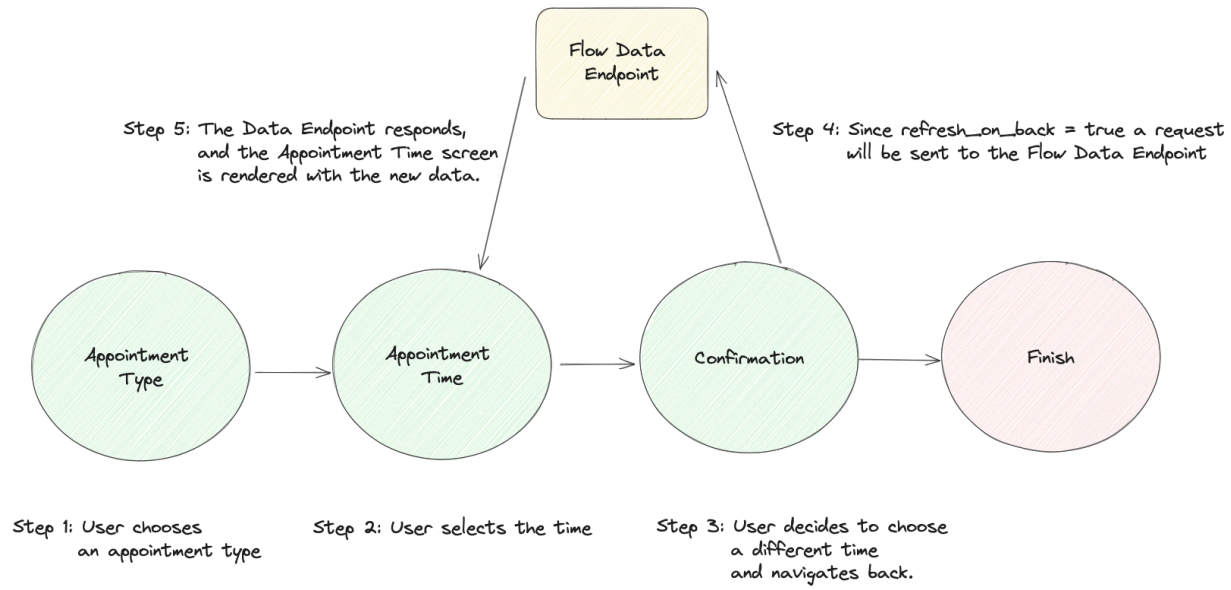 Flow Data
Endpoint
Step 5: The Data Endpoint responds,
and the Appointment Time screen
is rendered with the new data.
Step 4: Since refresh_on_back = true a request
will be sent to the Flow Data Endpoint
Appointment
Type
Appointment
Time
Confirmation
Finish
Step 1: User chooses
an appointment type
Step 2: User selects the time
Step 3: User decides to choose
a different time
and navigates back.